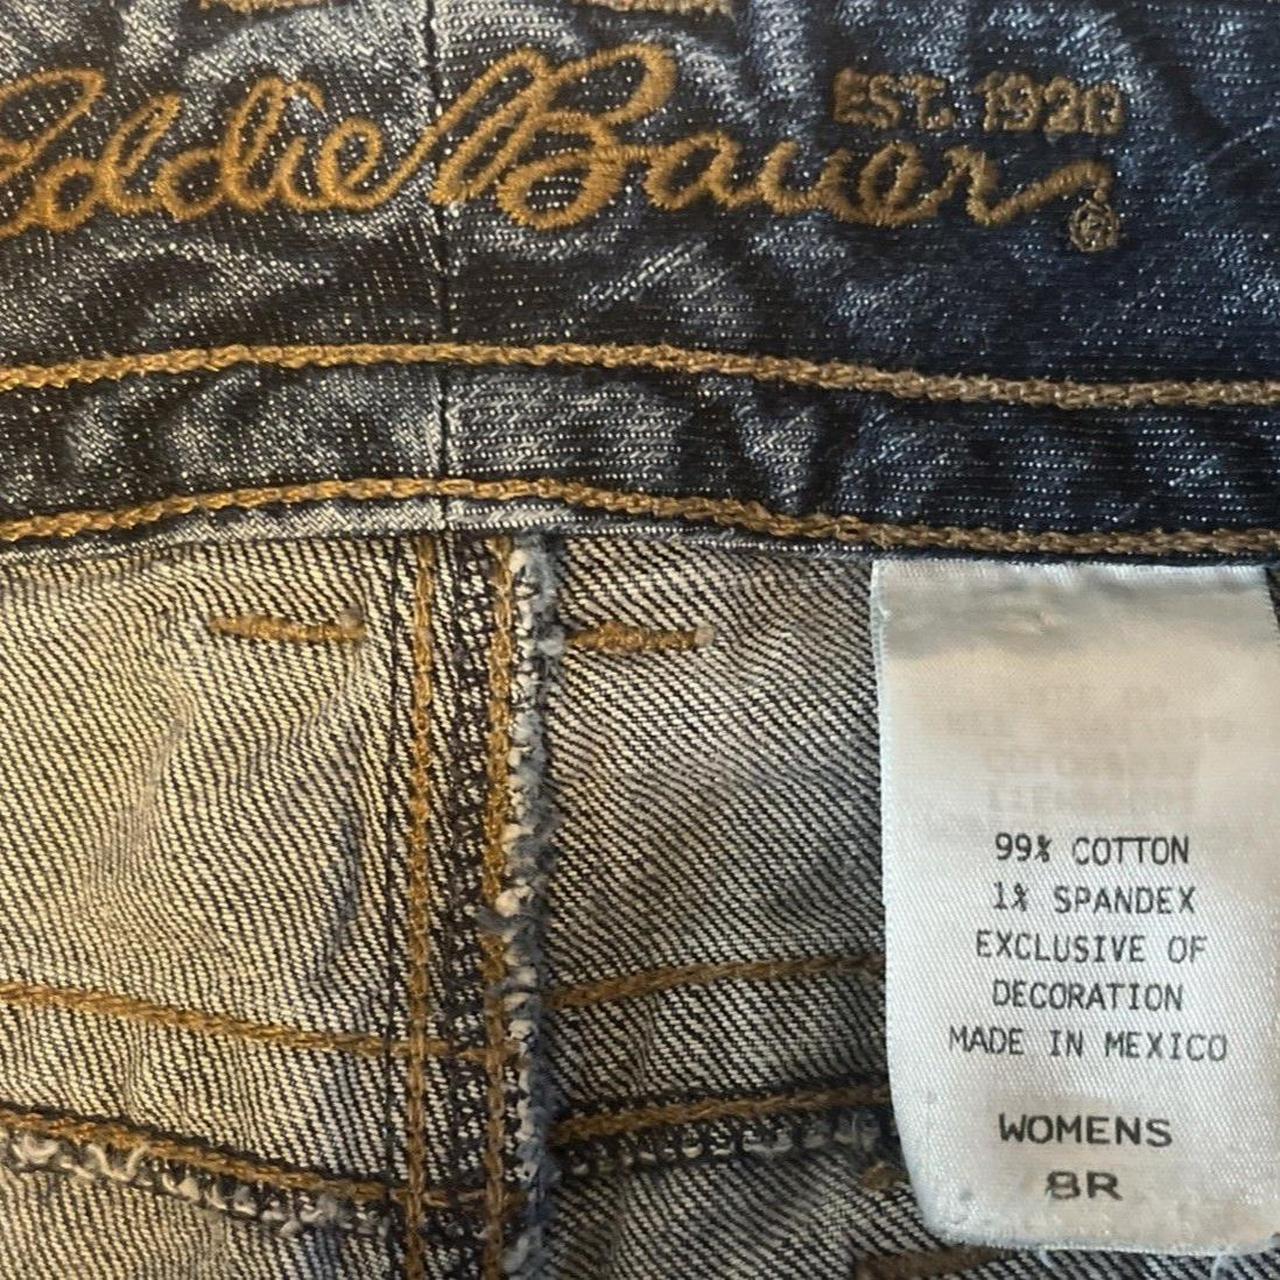 Eddie Bauer
EST. 1920
®
99% COTTON
1% SPANDEX
EXCLUSIVE OF
DECORATION
MADE IN MEXICO
WOMENS
8R